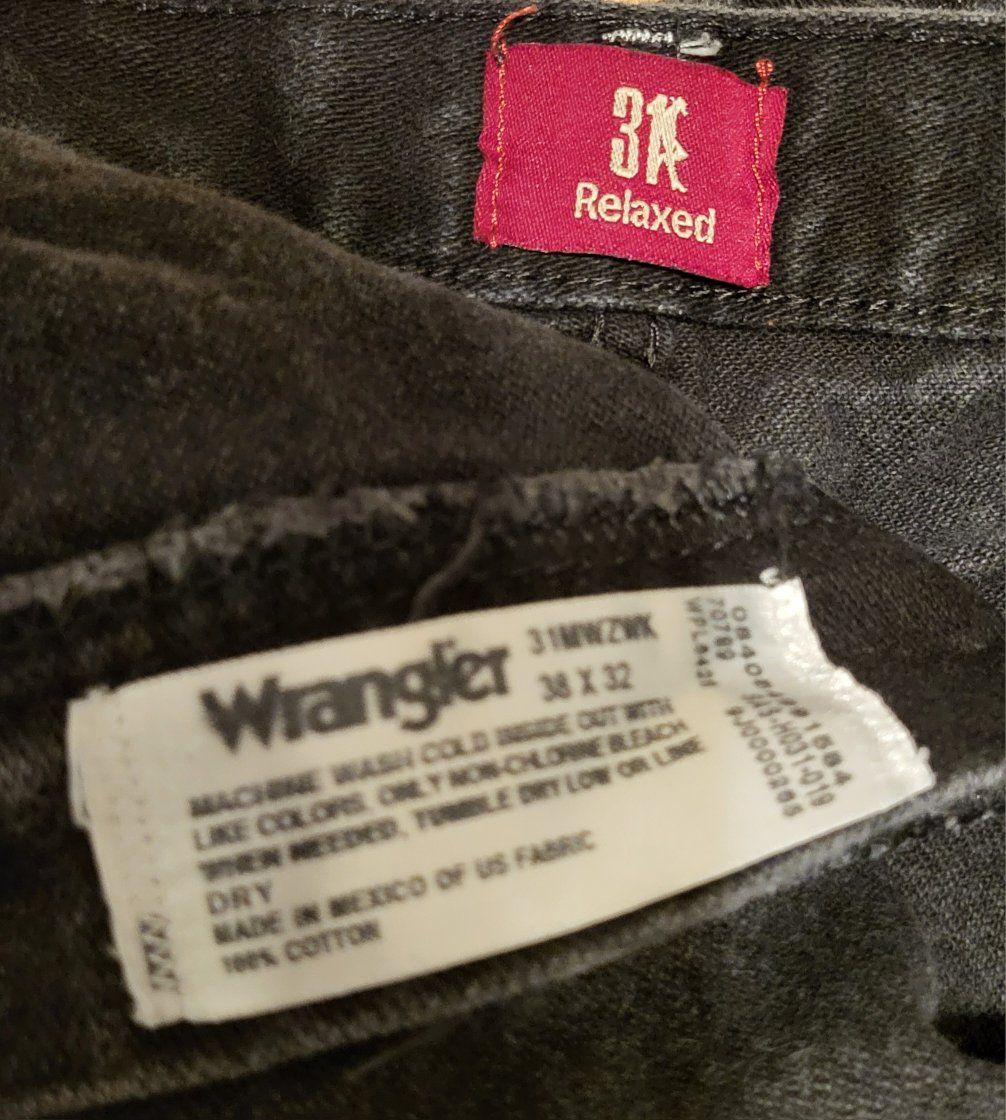 31
Relaxed
Wrangler
31MWZWK
38 X 32
MACHINE WASH COLD INSIDE OUT WITH
LIKE COLORS. ONLY NON-CHLORINE BLEACH
WHEN NEEDED. TUMBLE DRY LOW OR LINE
DRY
MADE IN MEXICO OF US FABRIC
100% COTTON
70789